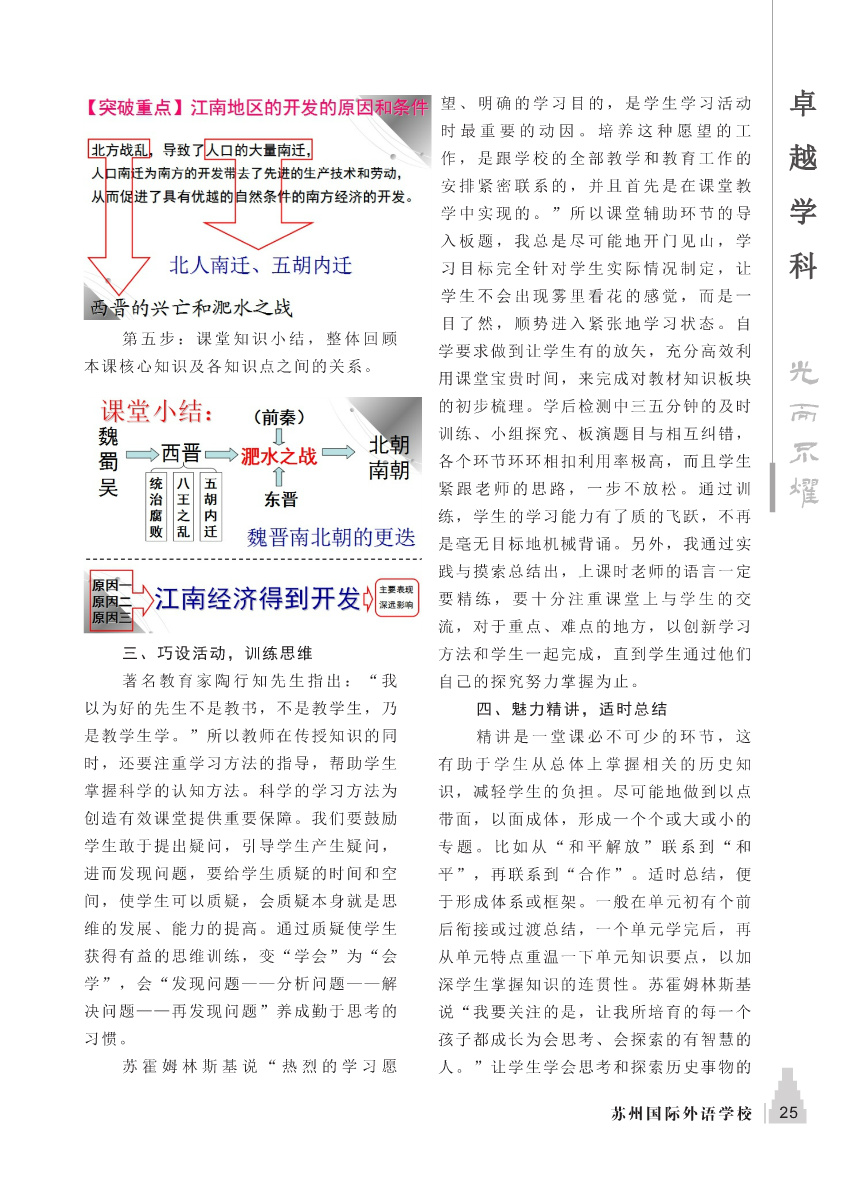 【突破重点】江南地区的开发的原因和条件
北方战乱，导致了人口的大量南迁，
人口南迁为南方的开发带去了先进的生产技术和劳动，
从而促进了具有优越的自然条件的南方经济的开发。
北人南迁、五胡内迁
西晋的兴亡和淝水之战
第五步：课堂知识小结，整体回顾
本课核心知识及各知识点之间的关系。
课堂小结：
（前秦）
魏
蜀
吴
西晋
淝水之战
北朝
南朝
统治腐败
八王之乱
五胡内迁
东晋
魏晋南北朝的更迭
原因一
原因二
原因三
江南经济得到开发
主要表现
深远影响
三、巧设活动，训练思维
著名教育家陶行知先生指出：“我
以为好的先生不是教书，不是教学生，乃
是教学生学。”所以教师在传授知识的同
时，还要注重学习方法的指导，帮助学生
掌握科学的认知方法。科学的学习方法为
创造有效课堂提供重要保障。我们要鼓励
学生敢于提出疑问，引导学生产生疑问，
进而发现问题，要给学生质疑的时间和空
间，使学生可以质疑，会质疑本身就是思
维的发展、能力的提高。通过质疑使学生
获得有益的思维训练，变“学会”为“会
学”，会“发现问题——分析问题——解
决问题——再发现问题”养成勤于思考的
习惯。
苏霍姆林斯基说“热烈的学习愿
望、明确的学习目的，是学生学习活动
时最重要的动因。培养这种愿望的工
作，是跟学校的全部教学和教育工作的
安排紧密联系的，并且首先是在课堂教
学中实现的。”所以课堂辅助环节的导
入板题，我总是尽可能地开门见山，学
习目标完全针对学生实际情况制定，让
学生不会出现雾里看花的感觉，而是一
目了然，顺势进入紧张地学习状态。自
学要求做到让学生有的放矢，充分高效利
用课堂宝贵时间，来完成对教材知识板块
的初步梳理。学后检测中三五分钟的及时
训练、小组探究、板演题目与相互纠错，
各个环节环环相扣利用率极高，而且学生
紧跟老师的思路，一步不放松。通过训
练，学生的学习能力有了质的飞跃，不再
是毫无目标地机械背诵。另外，我通过实
践与摸索总结出，上课时老师的语言一定
要精练，要十分注重课堂上与学生的交
流，对于重点、难点的地方，以创新学习
方法和学生一起完成，直到学生通过他们
自己的探究努力掌握为止。
四、魅力精讲，适时总结
精讲是一堂课必不可少的环节，这
有助于学生从总体上掌握相关的历史知
识，减轻学生的负担。尽可能地做到以点
带面，以面成体，形成一个个或大或小的
专题。比如从“和平解放”联系到“和
平”，再联系到“合作”。适时总结，便
于形成体系或框架。一般在单元初有个前
后衔接或过渡总结，一个单元学完后，再
从单元特点重温一下单元知识要点，以加
深学生掌握知识的连贯性。苏霍姆林斯基
说“我要关注的是，让我所培育的每一个
孩子都成长为会思考、会探索的有智慧的
人。”让学生学会思考和探索历史事物的
卓越学科
光而不耀
苏州国际外语学校
25